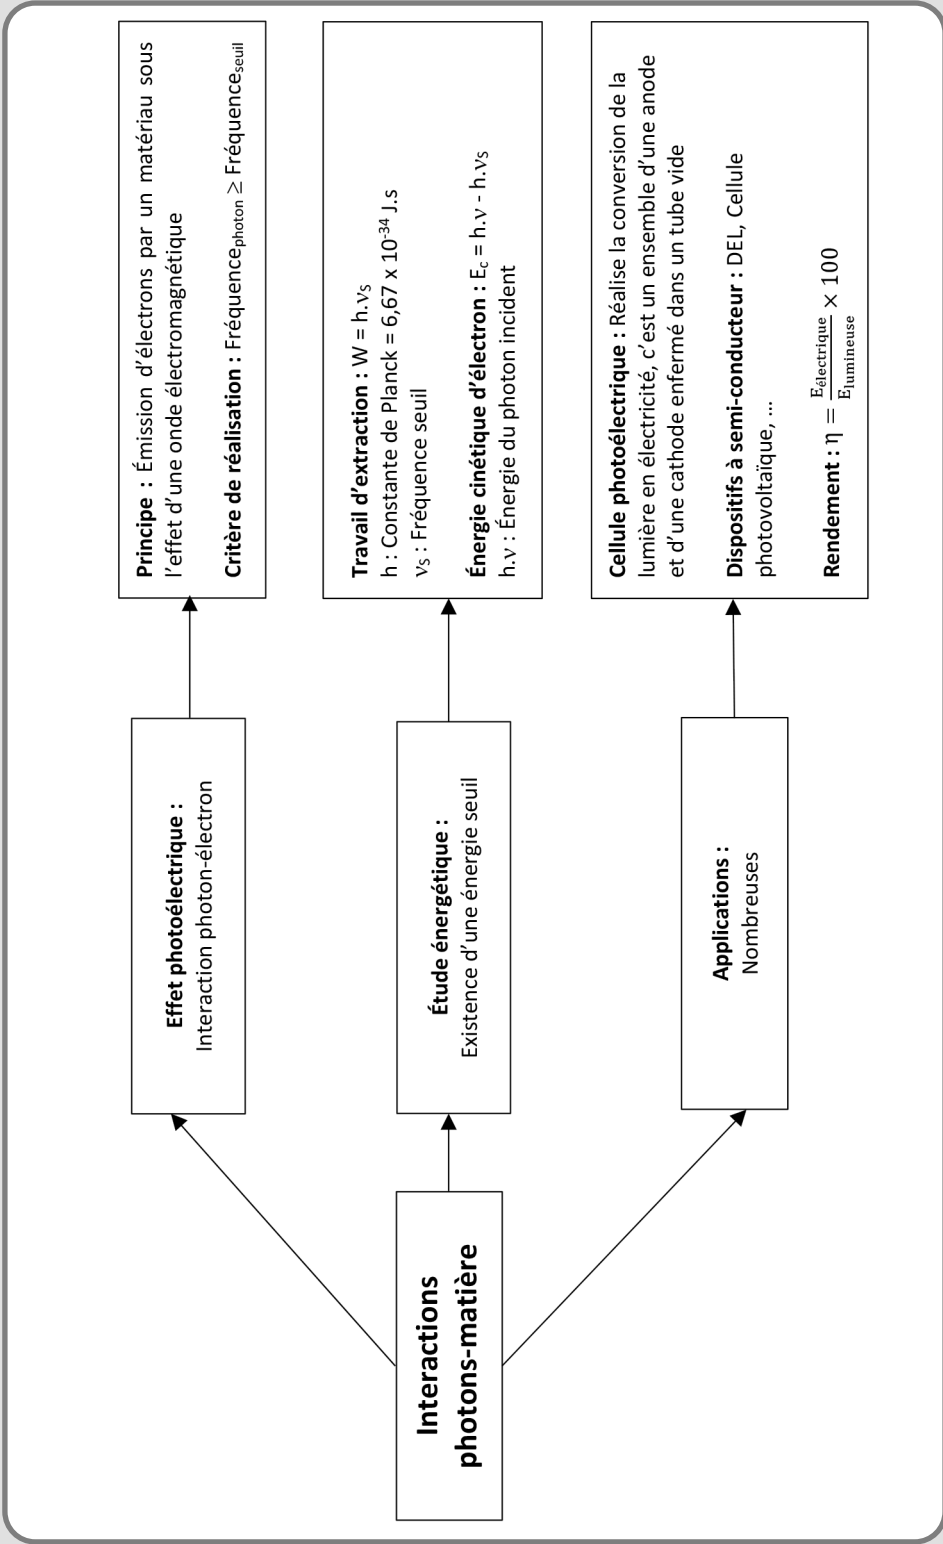 Interactions
photons-matière
Effet photoélectrique :
Interaction photon-électron
Principe : Émission d'électrons par un matériau sous
l'effet d'une onde électromagnétique
Critère de réalisation : Fréquencephoton ≥ Fréquenceseuil
Étude énergétique :
Existence d'une énergie seuil
Travail d'extraction : W = h.νS
h : Constante de Planck = 6,67 x 10-34 J.s
νS : Fréquence seuil
Énergie cinétique d'électron : Ec = h.ν - h.νS
h.ν : Énergie du photon incident
Applications :
Nombreuses
Cellule photoélectrique : Réalise la conversion de la
lumière en électricité, c'est un ensemble d'une anode
et d'une cathode enfermé dans un tube vide
Dispositifs à semi-conducteur : DEL, Cellule
photovoltaïque, ...
Rendement : η = Eélectrique / Elumineuse × 100